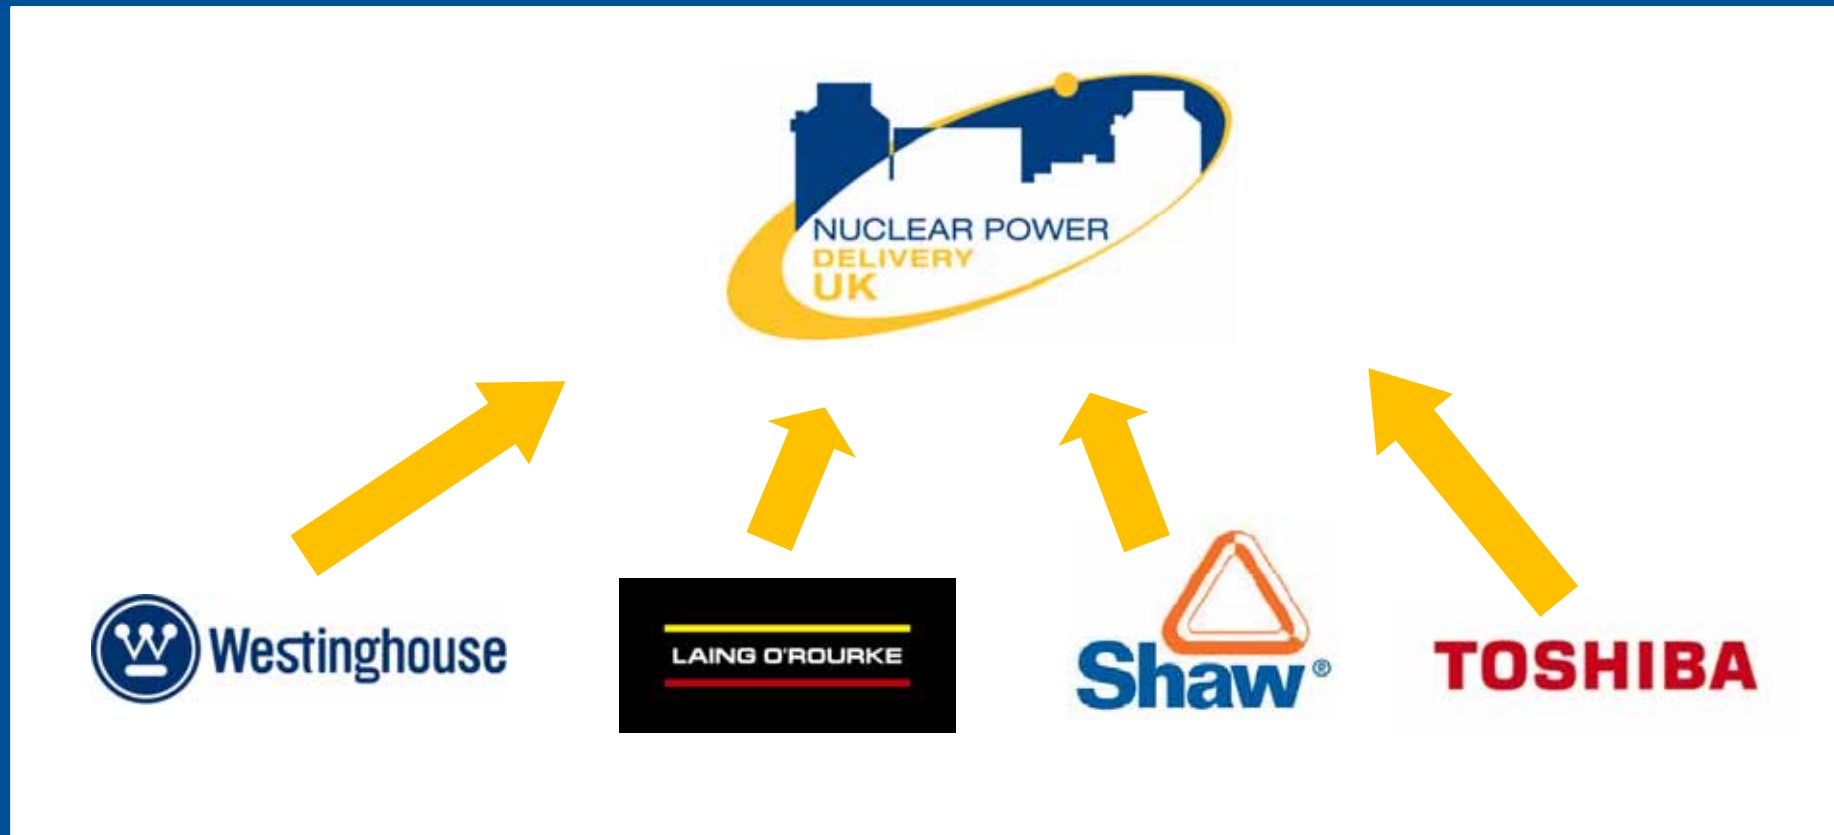 NUCLEAR POWER
DELIVERY
UK
W Westinghouse
LAING O'ROURKE
Shaw®
TOSHIBA